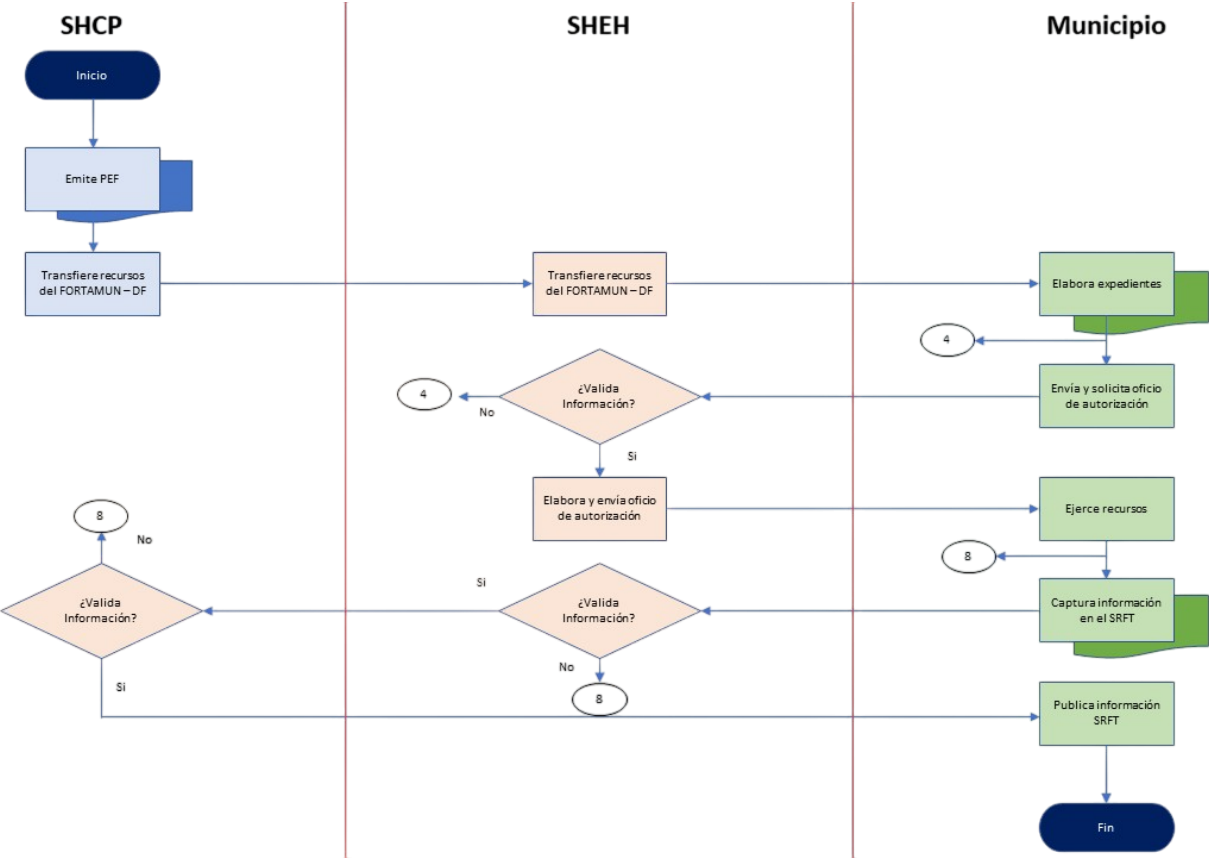 SHCP
SHEH
Municipio
Inicio
Emite PEF
Transfiere recursos
del FORTAMUN – DF
Transfiere recursos
del FORTAMUN – DF
Elabora expedientes
4
¿Valida
Información?
4
No
Envía y solicita oficio
de autorización
Si
Elabora y envía oficio
de autorización
Ejerce recursos
8
No
8
¿Valida
Información?
Si
¿Valida
Información?
Captura información
en el SRFT
No
Si
8
Publica información
SRFT
Fin